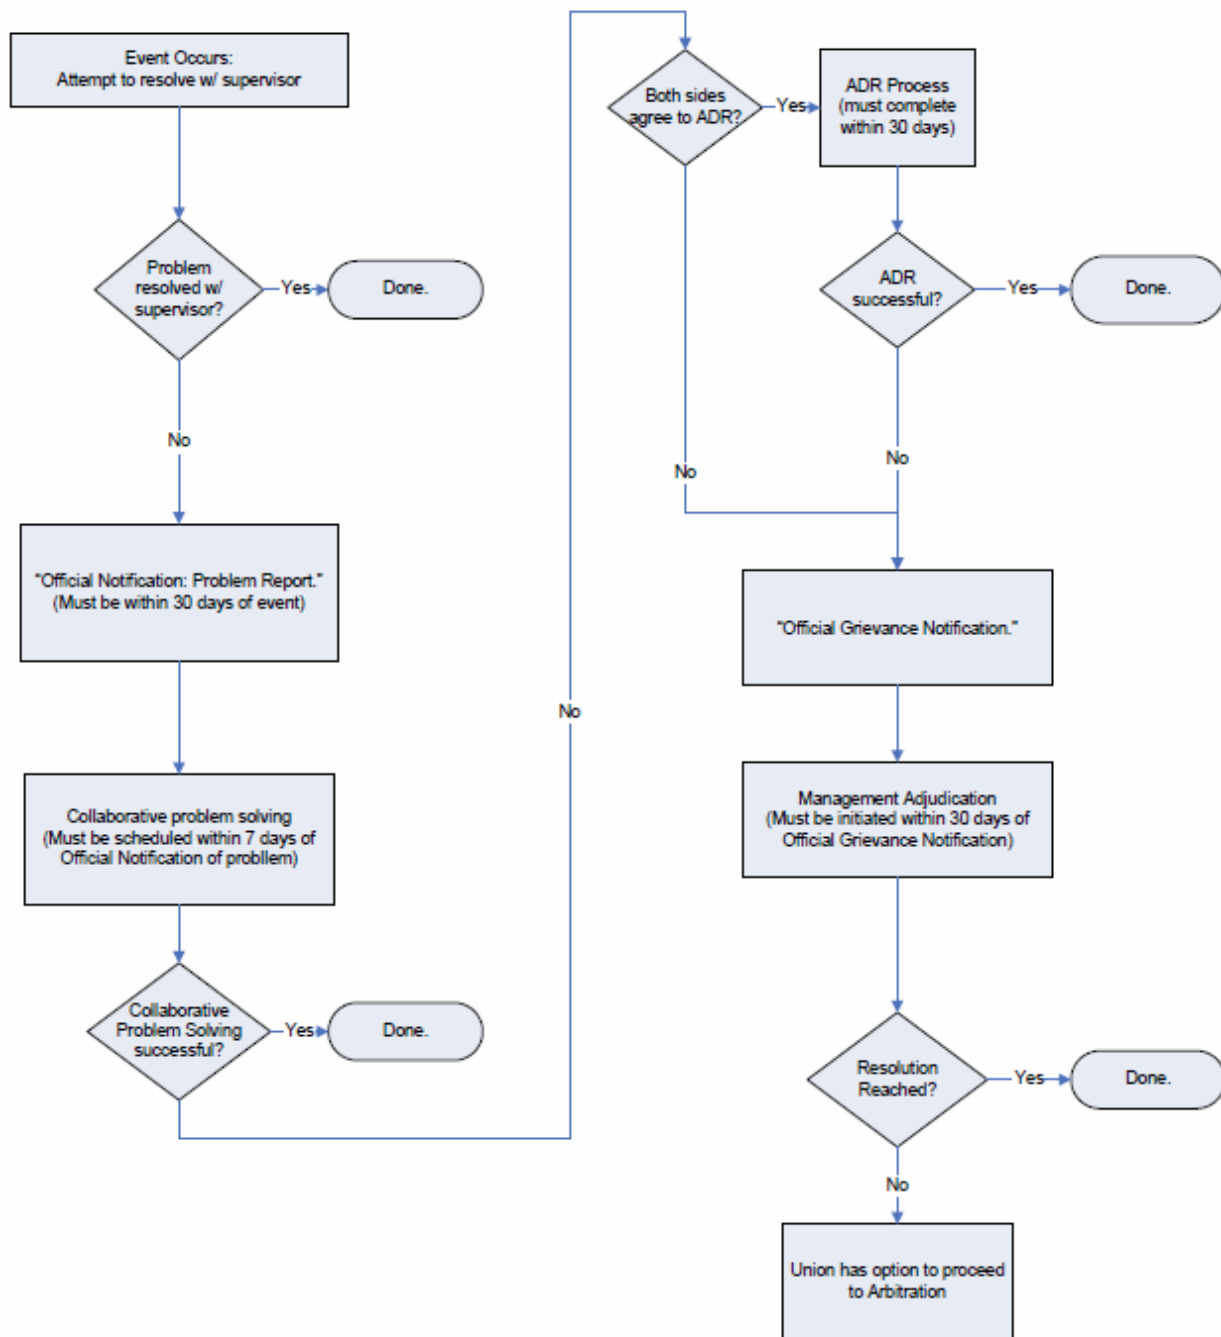 Event Occurs:
Attempt to resolve w/ supervisor
Problem
resolved w/
supervisor?
Yes
Done.
No
“Official Notification: Problem Report.”
(Must be within 30 days of event)
Collaborative problem solving
(Must be scheduled within 7 days of
Official Notification of probllem)
Collaborative
Problem Solving
successful?
Yes
Done.
No
Both sides
agree to ADR?
Yes
ADR Process
(must complete
within 30 days)
ADR
successful?
Yes
Done.
No
No
“Official Grievance Notification.”
Management Adjudication
(Must be initiated within 30 days of
Official Grievance Notification)
Resolution
Reached?
Yes
Done.
No
Union has option to proceed
to Arbitration